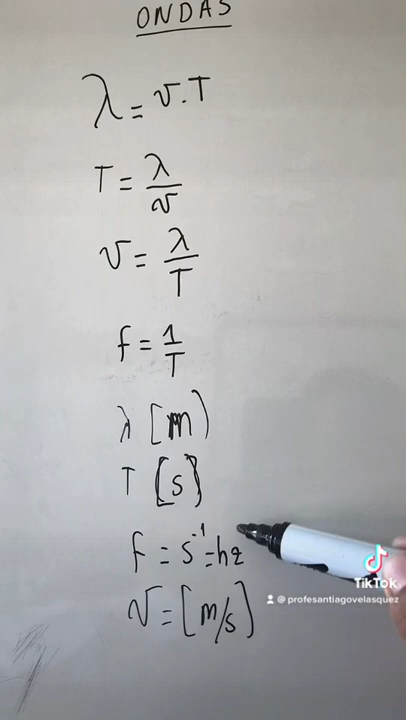 ONDAS
λ = v.T
T = λ/v
v = λ/T
f = 1/T
λ [m)
T [s)
f = s⁻¹ = hz
v = [m/s)
TikTok
@profesantiagovelasquez